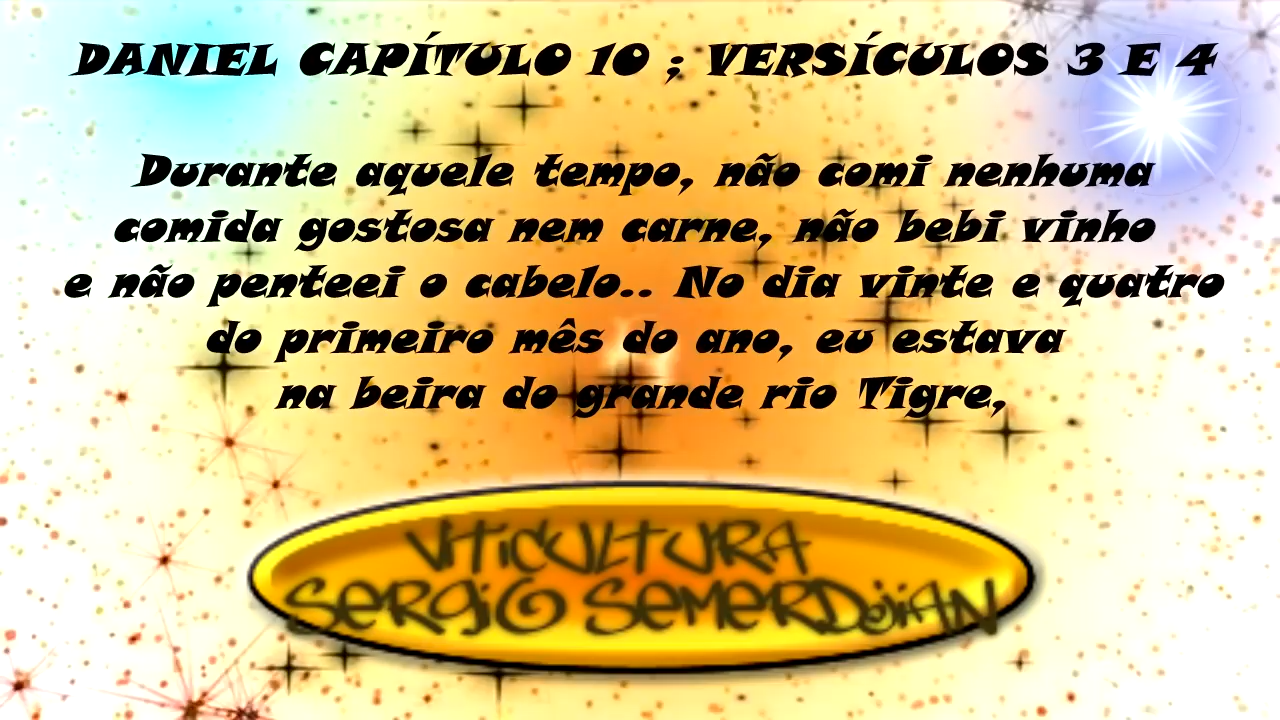 DANIEL CAPÍTULO 10 ; VERSÍCULOS 3 E 4
Durante aquele tempo, não comi nenhuma
comida gostosa nem carne, não bebi vinho
e não penteei o cabelo.. No dia vinte e quatro
do primeiro mês do ano, eu estava
na beira do grande rio Tigre,
VITICULTURA
SERGIO SEMERDJIAN